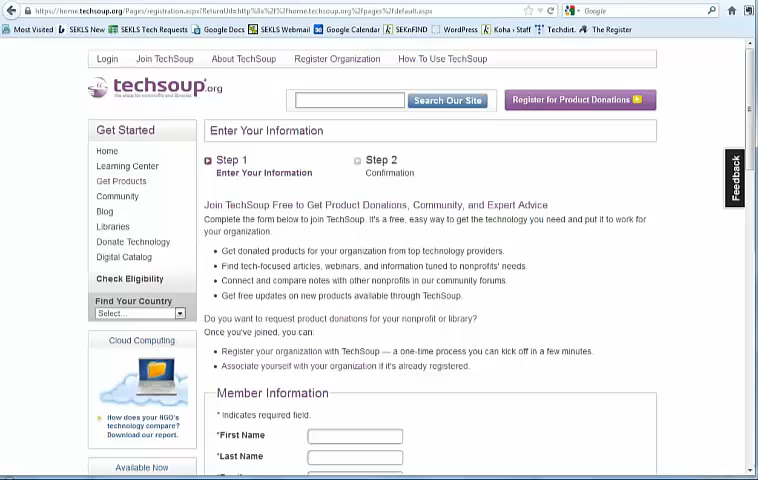 https://home.techsoup.org/Pages/registration.aspx?ReturnUrl=http%3a%2f%2fhome.techsoup.org%2fpages%2fdefault.aspx
Google
Most Visited SEKLS News SEKLS Tech Requests Google Docs SEKLS Webmail Google Calendar SEKnFIND WordPress Koha - Staff Techdirt. The Register
Login Join TechSoup About TechSoup Register Organization How To Use TechSoup
techsoup.org
the place for nonprofits and libraries
Search Our Site
Register for Product Donations
Get Started
Enter Your Information
Home
Learning Center
Get Products
Community
Blog
Libraries
Donate Technology
Digital Catalog
Check Eligibility
Find Your Country
Select...
Cloud Computing
How does your NGO's
technology compare?
Download our report.
Available Now
Step 1
Enter Your Information
Step 2
Confirmation
Join TechSoup Free to Get Product Donations, Community, and Expert Advice
Complete the form below to join TechSoup. It's a free, easy way to get the technology you need and put it to work for
your organization.
• Get donated products for your organization from top technology providers.
• Find tech-focused articles, webinars, and information tuned to nonprofits' needs.
• Connect and compare notes with other nonprofits in our community forums.
• Get free updates on new products available through TechSoup.
Do you want to request product donations for your nonprofit or library?
Once you've joined, you can:
• Register your organization with TechSoup — a one-time process you can kick off in a few minutes.
• Associate yourself with your organization if it's already registered.
Member Information
* Indicates required field.
*First Name
*Last Name
Feedback